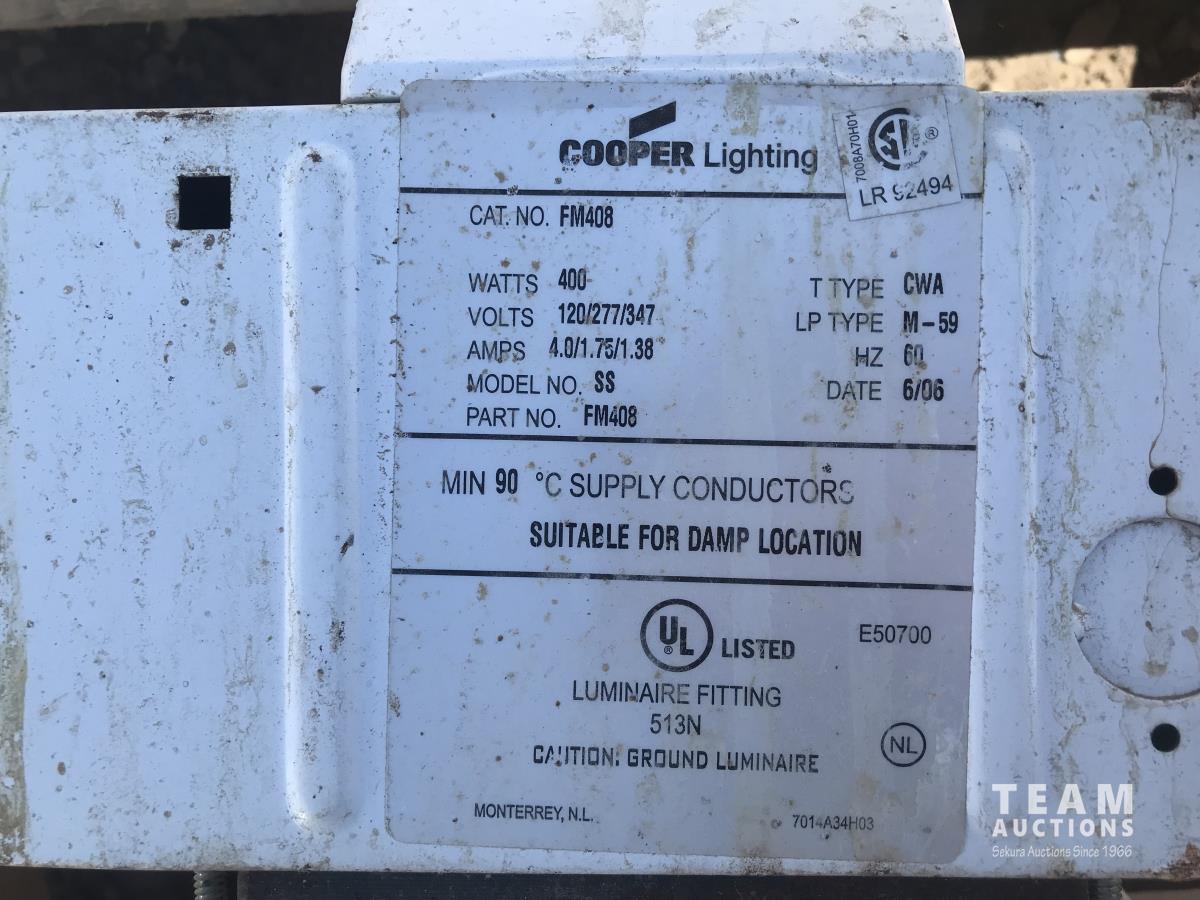 COOPER Lighting
7008A70H01
®
LR 92494
CAT. NO. FM408
WATTS 400
T TYPE CWA
VOLTS 120/277/347
LP TYPE M-59
AMPS 4.0/1.75/1.38
HZ 60
MODEL NO. SS
DATE 6/06
PART NO. FM408
MIN 90 °C SUPPLY CONDUCTORS
SUITABLE FOR DAMP LOCATION
UL LISTED
E50700
LUMINAIRE FITTING
513N
NL
CAUTION: GROUND LUMINAIRE
MONTERREY, N.L.
7014A34H03
TEAM
AUCTIONS
Sekura Auctions Since 1966